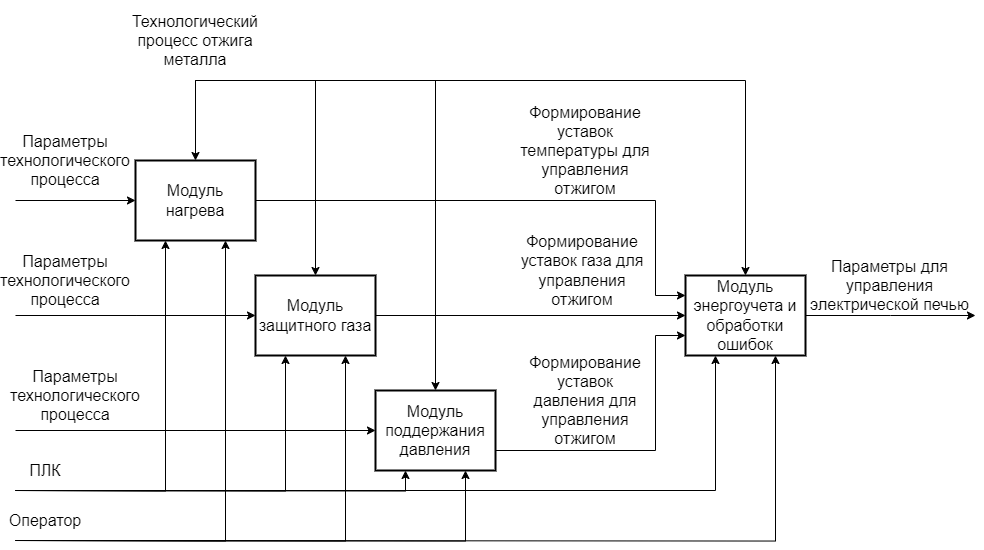 Технологический
процесс отжига
металла
Параметры
технологического
процесса
Модуль
нагрева
Формирование
уставок
температуры для
управления
отжигом
Параметры
технологического
процесса
Модуль
защитного газа
Формирование
уставок газа для
управления
отжигом
Модуль
энергоучета и
обработки
ошибок
Параметры для
управления
электрической печью
Параметры
технологического
процесса
Модуль
поддержания
давления
Формирование
уставок
давления для
управления
отжигом
ПЛК
Оператор